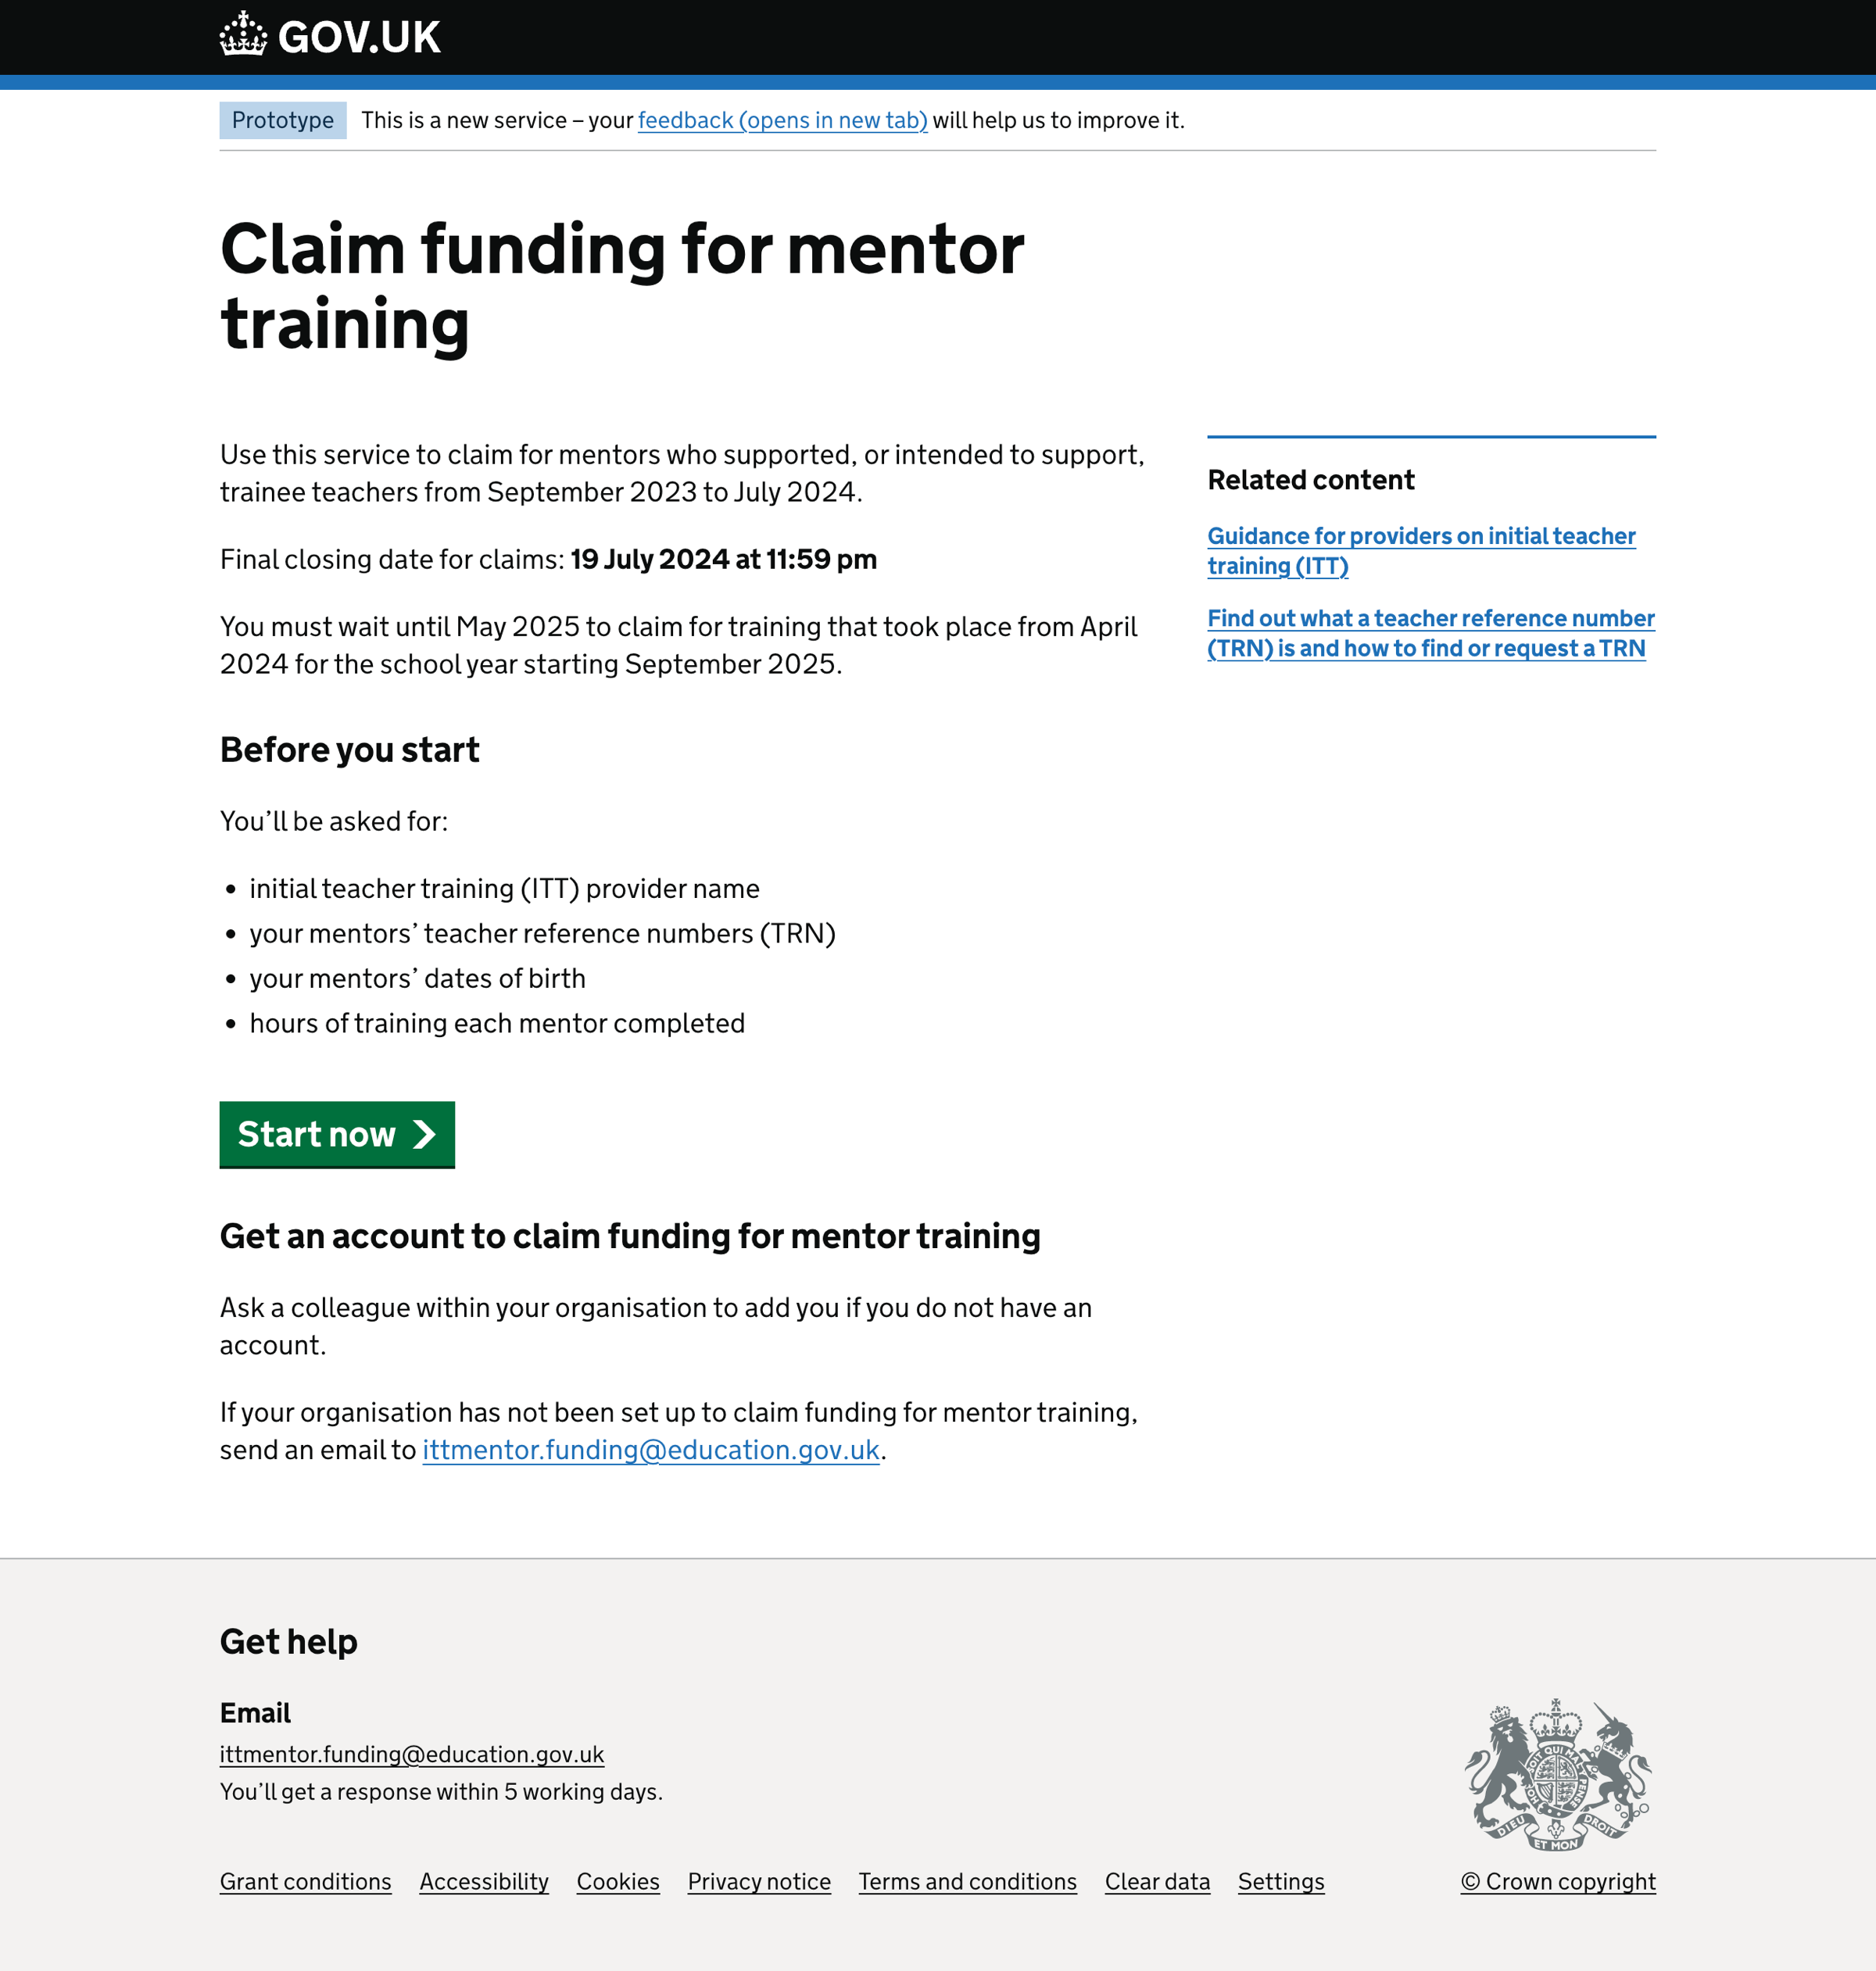 GOV.UK
Prototype This is a new service – your feedback (opens in new tab) will help us to improve it.
Claim funding for mentor
training
Use this service to claim for mentors who supported, or intended to support,
trainee teachers from September 2023 to July 2024.
Final closing date for claims: 19 July 2024 at 11:59 pm
You must wait until May 2025 to claim for training that took place from April
2024 for the school year starting September 2025.
Related content
Guidance for providers on initial teacher
training (ITT)
Find out what a teacher reference number
(TRN) is and how to find or request a TRN
Before you start
You’ll be asked for:
• initial teacher training (ITT) provider name
• your mentors’ teacher reference numbers (TRN)
• your mentors’ dates of birth
• hours of training each mentor completed
Start now
Get an account to claim funding for mentor training
Ask a colleague within your organisation to add you if you do not have an
account.
If your organisation has not been set up to claim funding for mentor training,
send an email to ittmentor.funding@education.gov.uk.
Get help
Email
ittmentor.funding@education.gov.uk
You’ll get a response within 5 working days.
DIEU ET MON DROIT
Grant conditions Accessibility Cookies Privacy notice Terms and conditions Clear data Settings
© Crown copyright